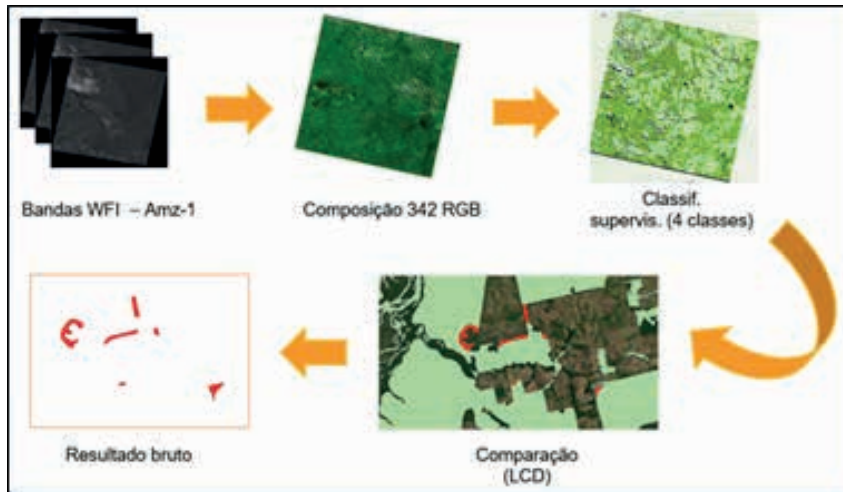 Bandas WFI – Amz-1
Composição 342 RGB
Classif.
supervis. (4 classes)
Resultado bruto
Comparação
(LCD)